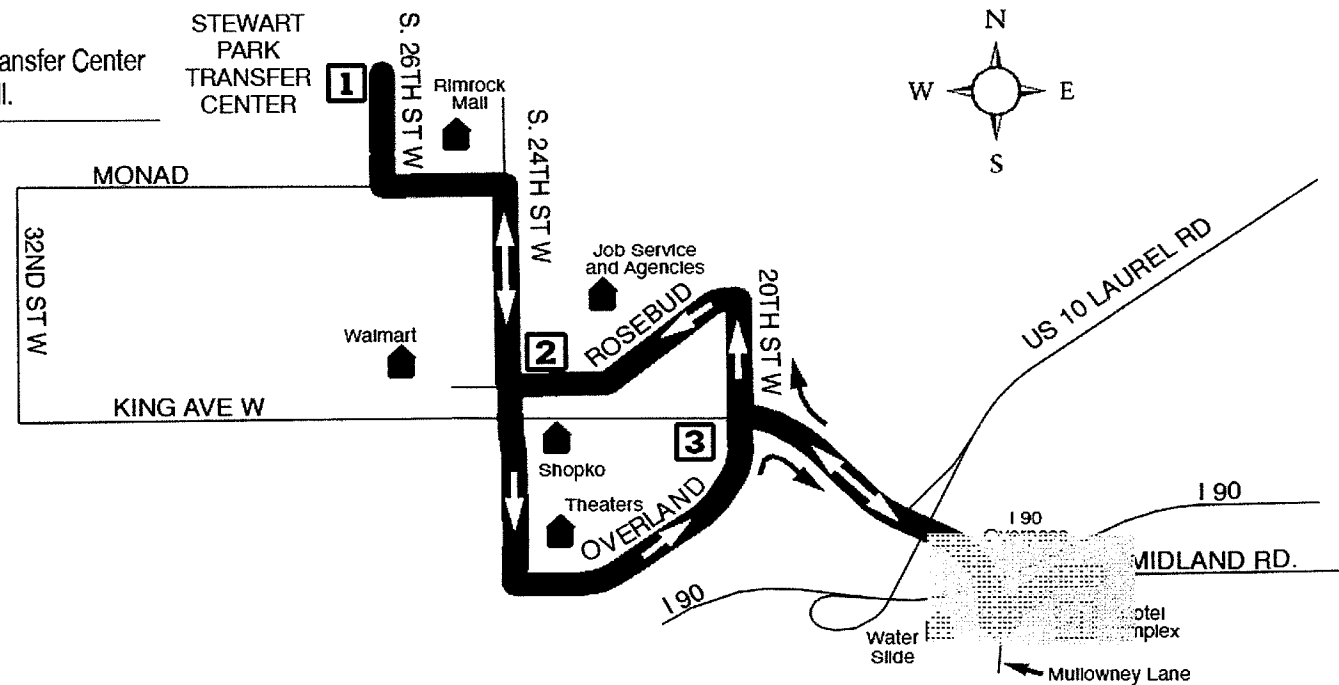 Transfer Center
ll.
STEWART
PARK
TRANSFER
CENTER
1
S. 26TH ST W
Rimrock
Mall
S. 24TH ST W
N
W
E
S
MONAD
32ND ST W
Job Service
and Agencies
Walmart
2
ROSEBUD
20TH ST W
US 10 LAUREL RD
KING AVE W
3
Shopko
Theaters
OVERLAND
I 90
I 90
MIDLAND RD.
I 90
Water
Slide
Mullowney Lane